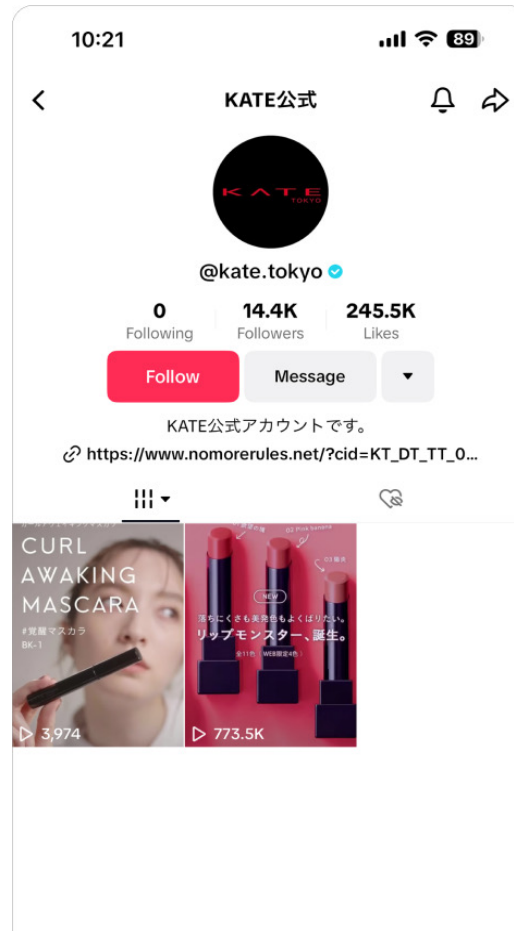 10:21
89
KATE公式
KATE
TOKYO
@kate.tokyo
0
Following
14.4K
Followers
245.5K
Likes
Follow
Message
KATE公式アカウントです。
https://www.nomorerules.net/?cid=KT_DT_TT_0...
CURL
AWAKING
MASCARA
#覚醒マスカラ
BK-1
3,974
02 Pink banana
NEW
落ちにくさも美発色もよくばりたい。
リップモンスター、誕生。
全11色（WEB限定4色）
773.5K